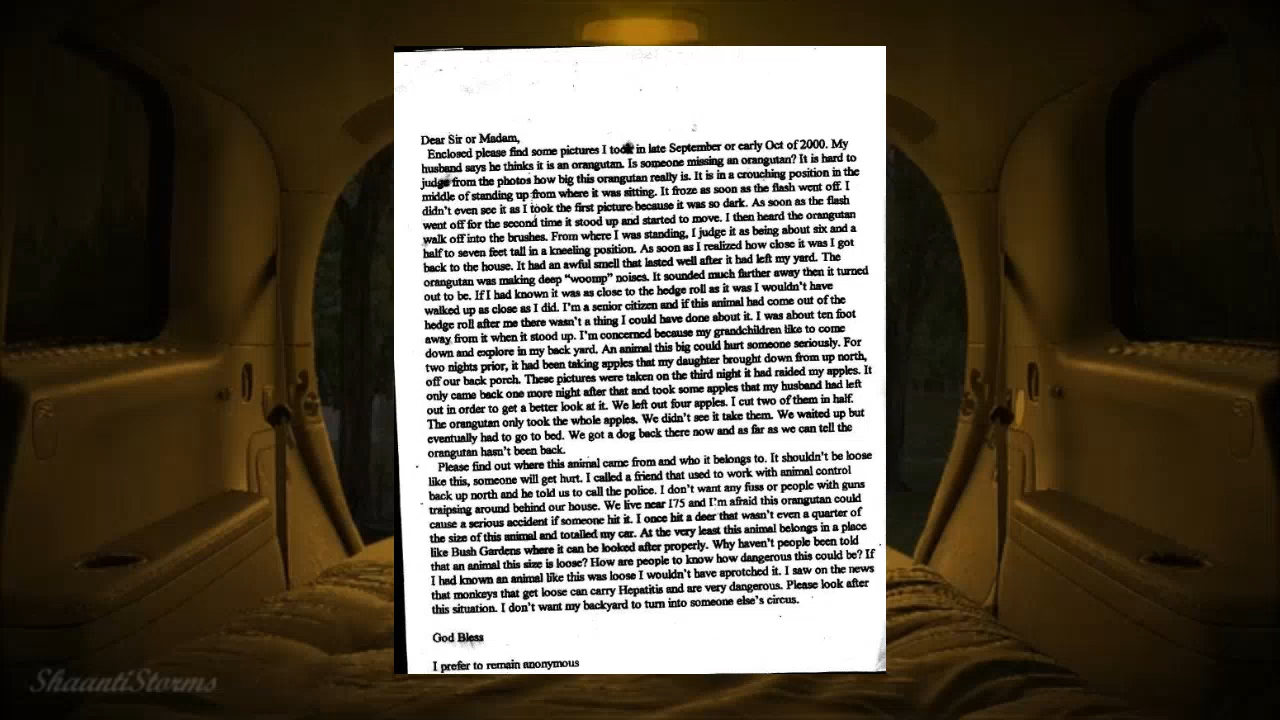 Dear Sir or Madam,
Enclosed please find some pictures I took in late September or early Oct of 2000. My
husband says he thinks it is an orangutan. Is someone missing an orangutan? It is hard to
judge from the photos how big this orangutan really is. It is in a crouching position in the
middle of standing up from where it was sitting. It froze as soon as the flash went off. I
didn't even see it as I took the first picture because it was so dark. As soon as the flash
went off for the second time it stood up and started to move. I then heard the orangutan
walk off into the brushes. From where I was standing, I judge it as being about six and a
half to seven feet tall in a kneeling position. As soon as I realized how close it was I got
back to the house. It had an awful smell that lasted well after it had left my yard. The
orangutan was making deep “woomp” noises. It sounded much farther away then it turned
out to be. If I had known it was as close to the hedge roll as it was I wouldn't have
walked up as close as I did. I'm a senior citizen and if this animal had come out of the
hedge roll after me there wasn't a thing I could have done about it. I was about ten foot
away from it when it stood up. I'm concerned because my grandchildren like to come
down and explore in my back yard. An animal this big could hurt someone seriously. For
two nights prior, it had been taking apples that my daughter brought down from up north,
off our back porch. These pictures were taken on the third night it had raided my apples. It
only came back one more night after that and took some apples that my husband had left
out in order to get a better look at it. We left out four apples. I cut two of them in half.
The orangutan only took the whole apples. We didn't see it take them. We waited up but
eventually had to go to bed. We got a dog back there now and as far as we can tell the
orangutan hasn't been back.
Please find out where this animal came from and who it belongs to. It shouldn't be loose
like this, someone will get hurt. I called a friend that used to work with animal control
back up north and he told us to call the police. I don't want any fuss or people with guns
traipsing around behind our house. We live near I75 and I'm afraid this orangutan could
cause a serious accident if someone hit it. I once hit a deer that wasn't even a quarter of
the size of this animal and totalled my car. At the very least this animal belongs in a place
like Bush Gardens where it can be looked after properly. Why haven't people been told
that an animal this size is loose? How are people to know how dangerous this could be? If
I had known an animal like this was loose I wouldn't have aprotched it. I saw on the news
that monkeys that get loose can carry Hepatitis and are very dangerous. Please look after
this situation. I don't want my backyard to turn into someone else's circus.
God Bless
I prefer to remain anonymous
ShaantiStorms